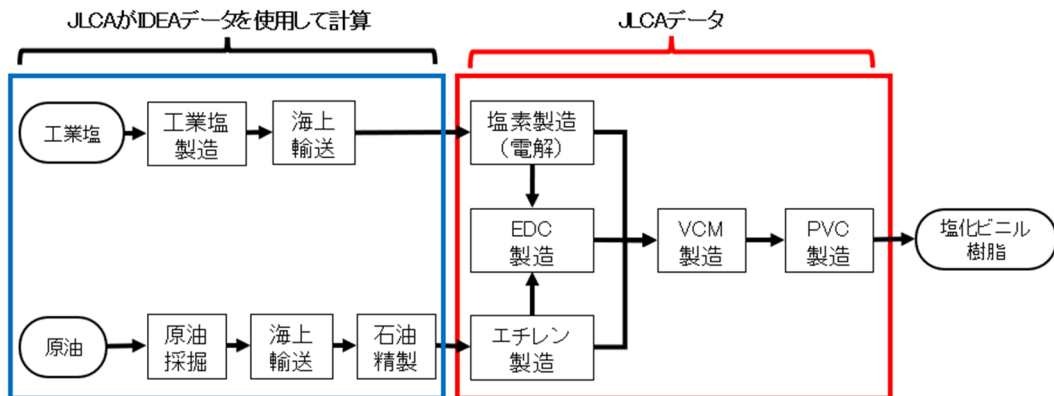 JLCAがIDEAデータを使用して計算
JLCAデータ
工業塩
工業塩
製造
海上
輸送
塩素製造
（電解）
EDC
製造
VCM
製造
PVC
製造
塩化ビニル
樹脂
原油
原油
採掘
海上
輸送
石油
精製
エチレン
製造